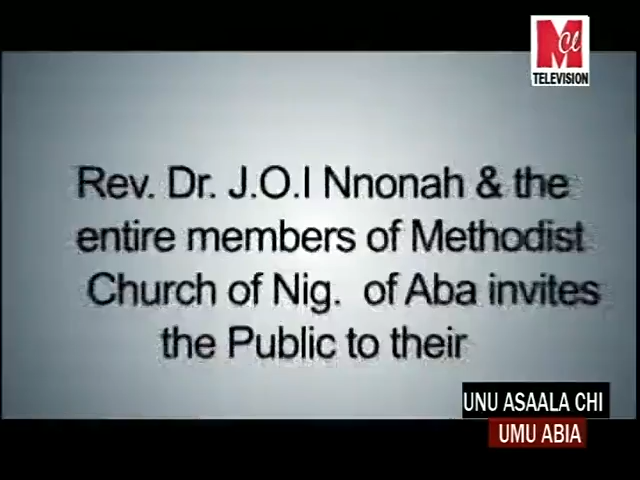 MCl
TELEVISION
Rev. Dr. J.O.I Nnonah & the
entire members of Methodist
Church of Nig. of Aba invites
the Public to their
UNU ASAALA CHI
UMU ABIA